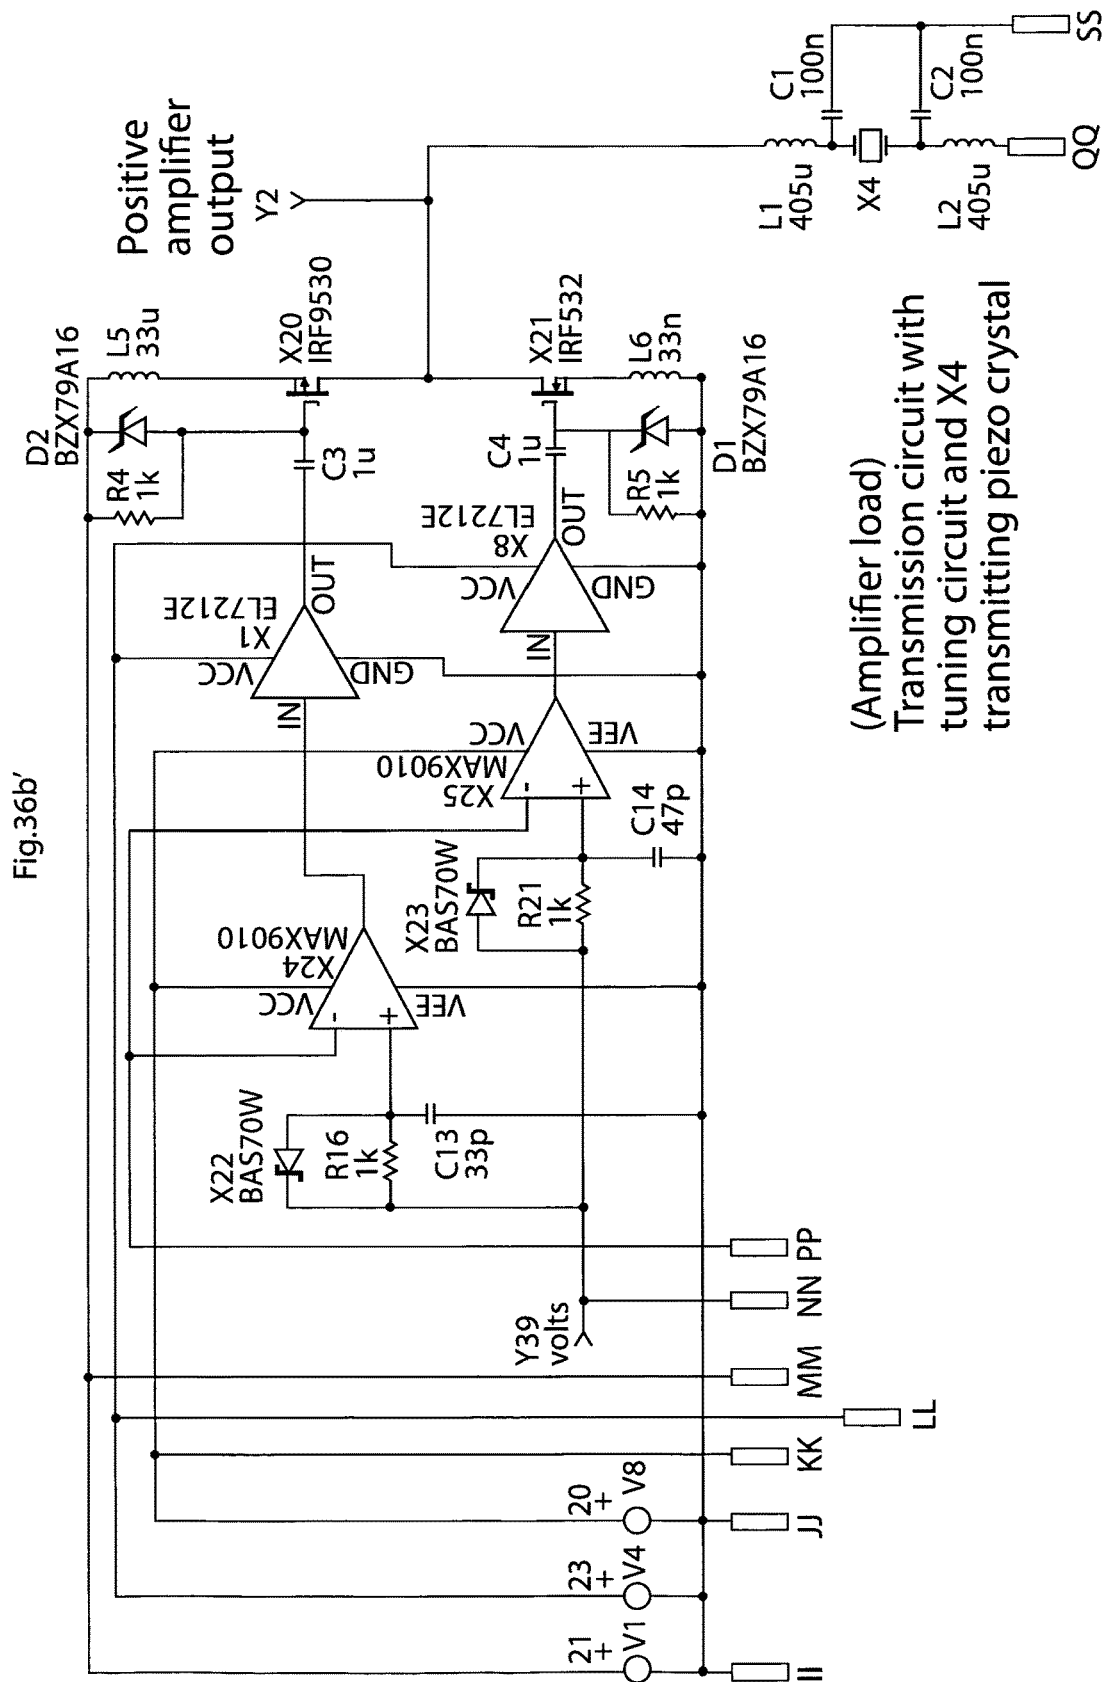 Fig.36b'
D2
BZX79A16
L5
33u
R4
1k
X20
IRF9530
C3
1u
Positive
amplifier
output
Y2
X1
EL7212E
VCC
GND
IN
OUT
X8
EL7212E
VCC
GND
IN
OUT
C4
1u
X21
IRF532
L6
33n
R5
1k
D1
BZX79A16
X24
MAX9010
VCC
VEE
-
+
X25
MAX9010
VCC
VEE
-
+
X22
BAS70W
R16
1k
C13
33p
X23
BAS70W
R21
1k
C14
47p
Y39
volts
21
+
V1
23
+
V4
20
+
V8
II
JJ
KK
LL
MM
NN
PP
L1
405u
C1
100n
X4
L2
405u
C2
100n
QQ
SS
(Amplifier load)
Transmission circuit with
tuning circuit and X4
transmitting piezo crystal